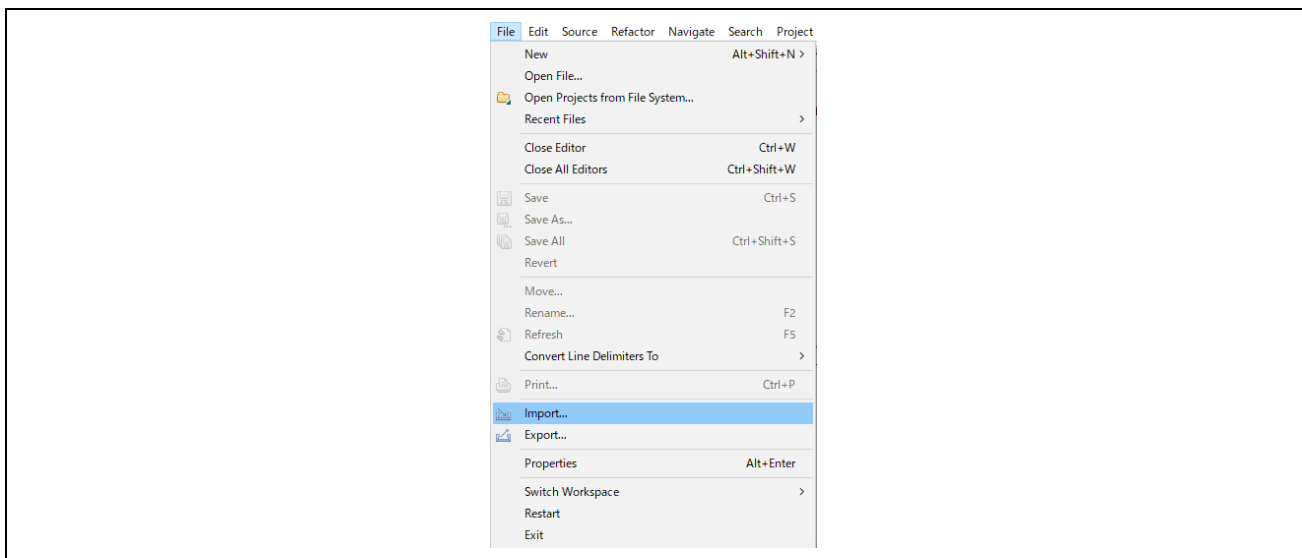 File Edit Source Refactor Navigate Search Project
New Alt+Shift+N >
Open File...
Open Projects from File System...
Recent Files >
Close Editor Ctrl+W
Close All Editors Ctrl+Shift+W
Save Ctrl+S
Save As...
Save All Ctrl+Shift+S
Revert
Move...
Rename... F2
Refresh F5
Convert Line Delimiters To >
Print... Ctrl+P
Import...
Export...
Properties Alt+Enter
Switch Workspace >
Restart
Exit